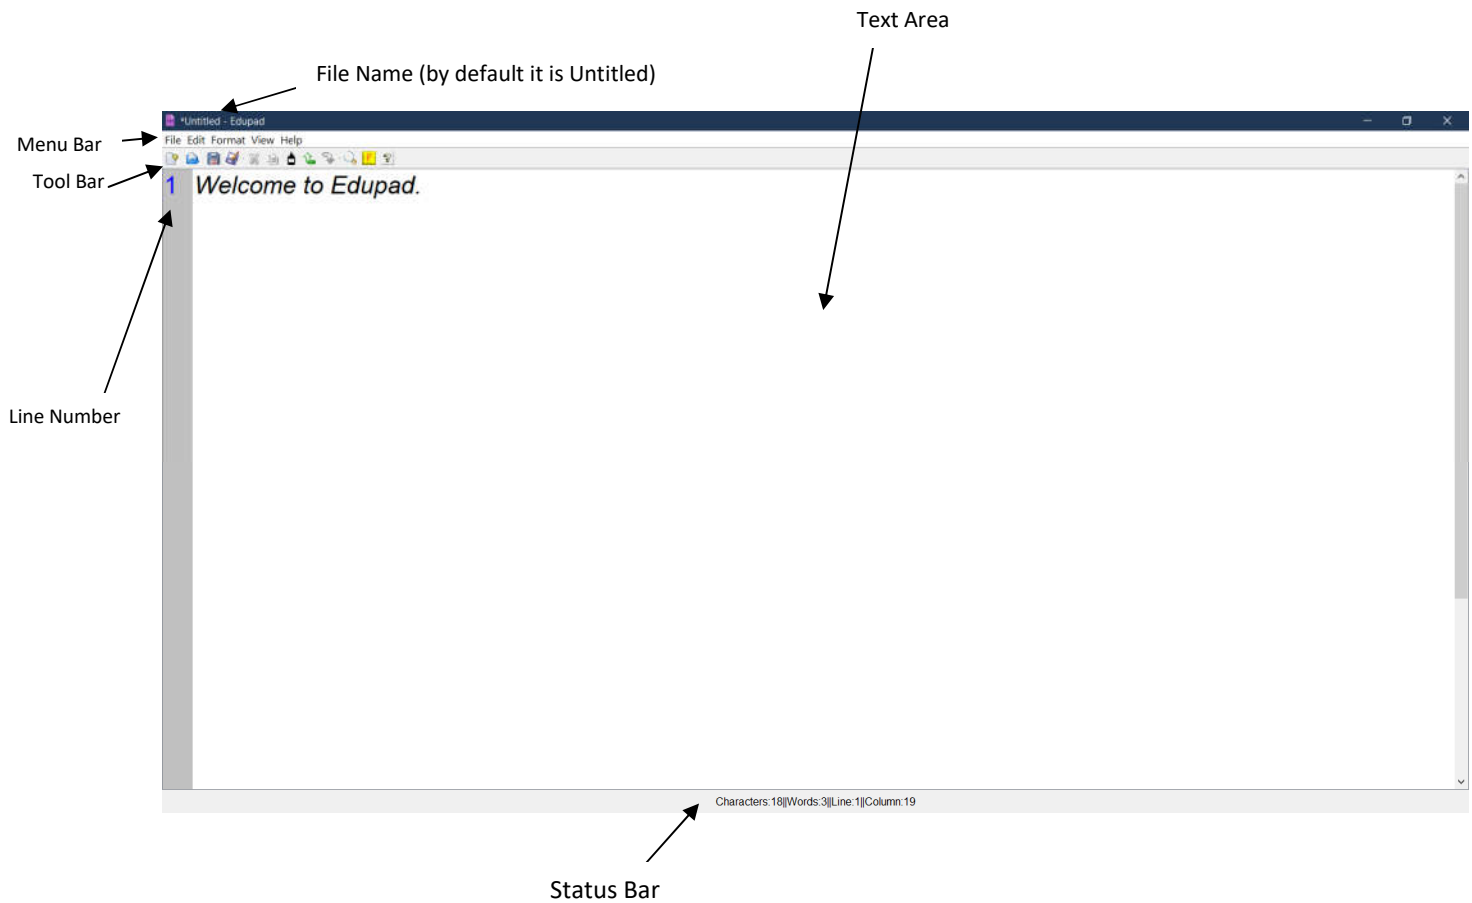 Text Area
File Name (by default it is Untitled)
*Untitled - Edupad
Menu Bar
File Edit Format View Help
Tool Bar
1 Welcome to Edupad.
Line Number
Characters:18||Words:3||Line:1||Column:19
Status Bar